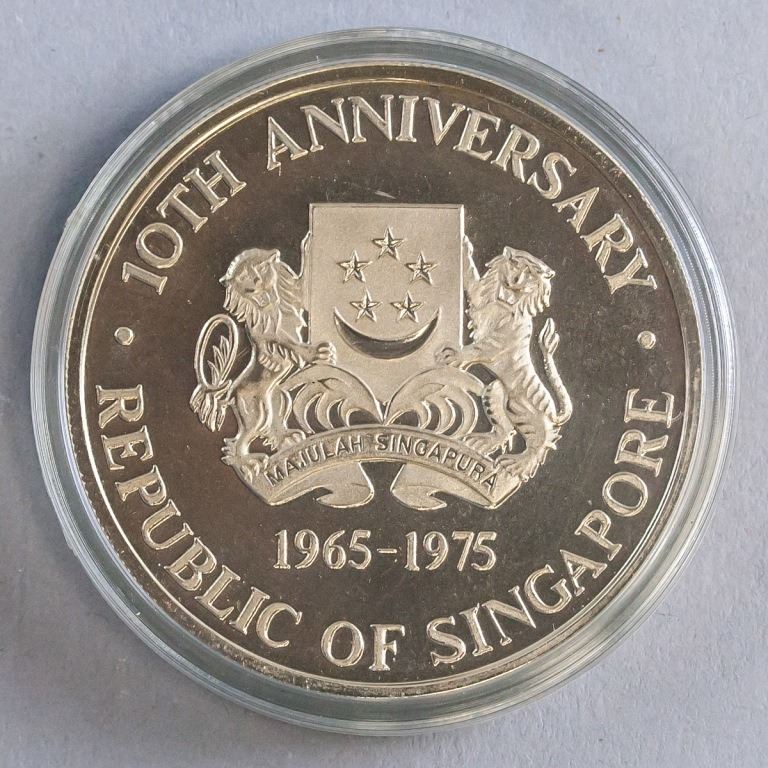 10TH ANNIVERSARY
MAJULAH SINGAPURA
1965-1975
REPUBLIC OF SINGAPORE